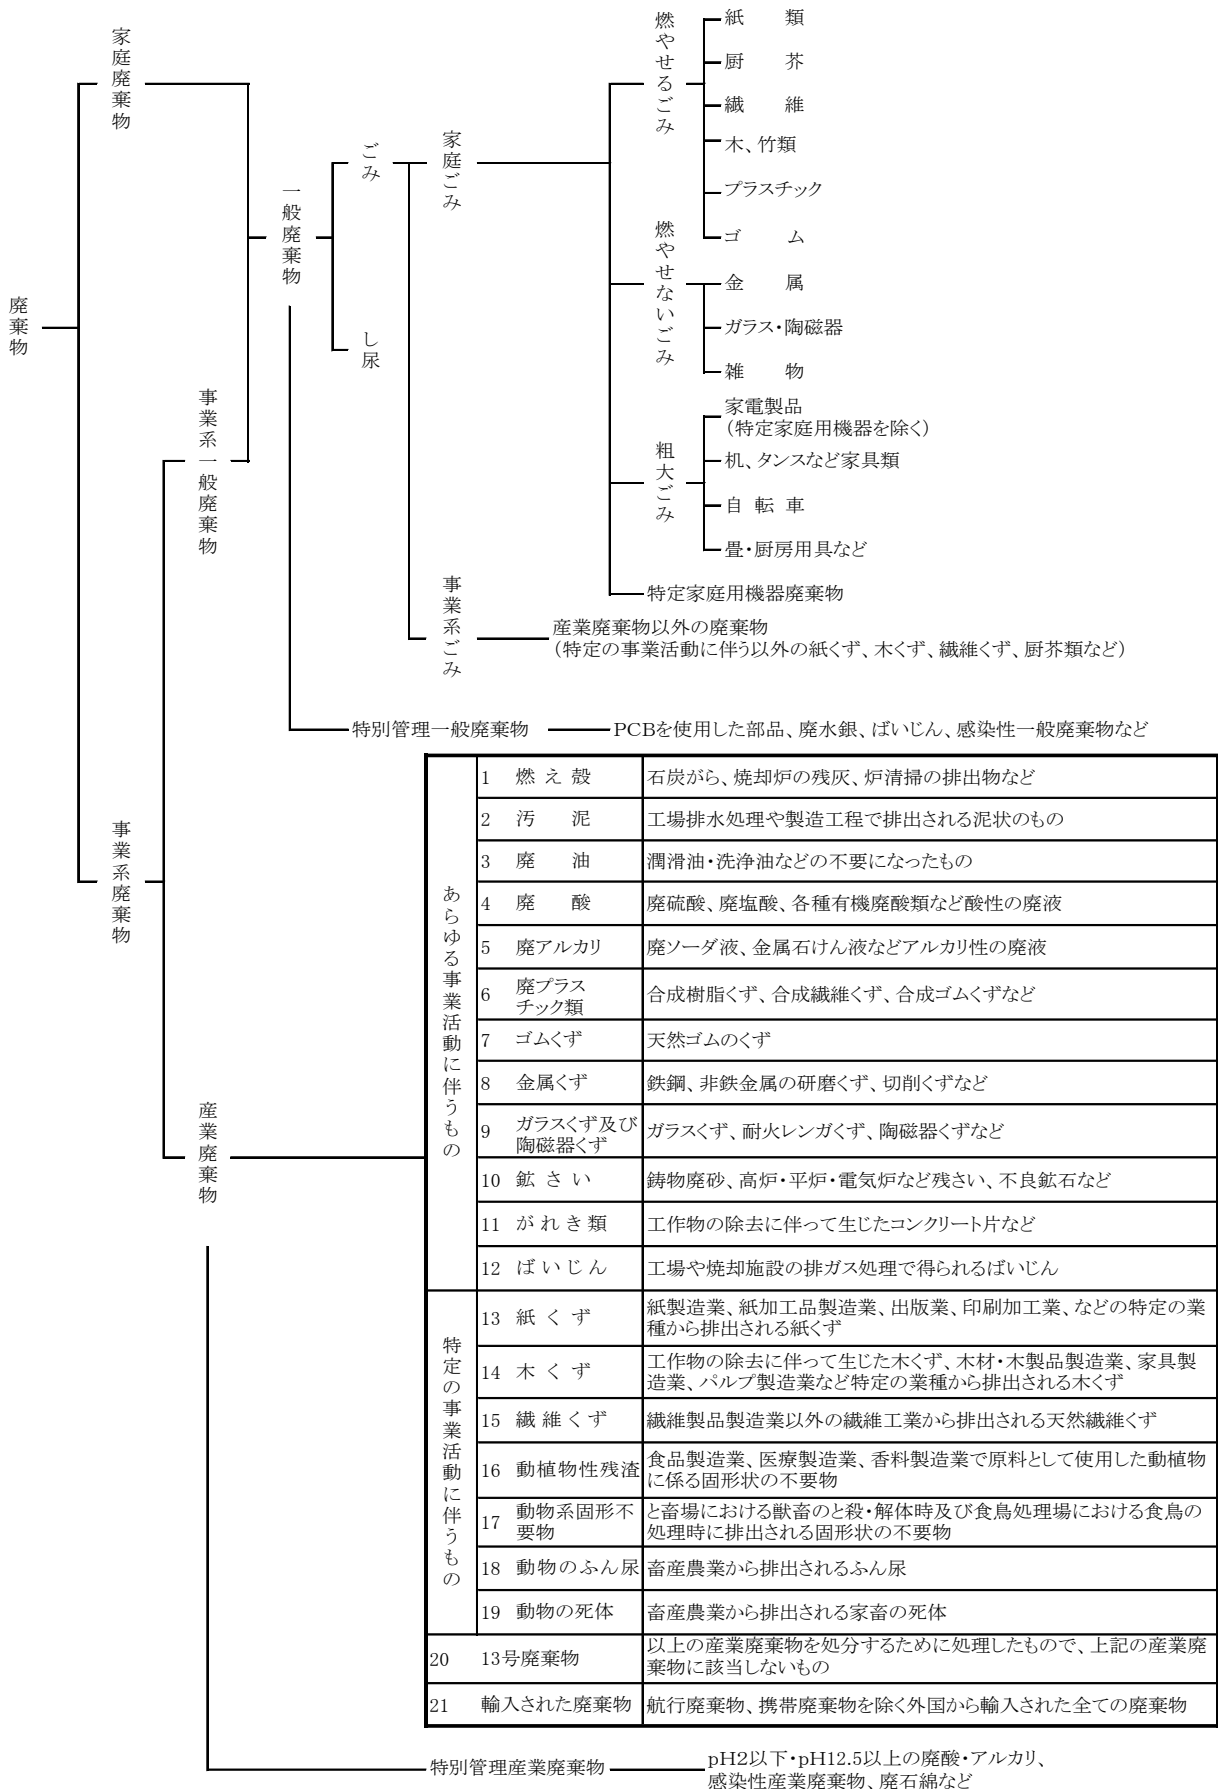 廃棄物
家庭廃棄物
事業系廃棄物
一般廃棄物
事業系一般廃棄物
産業廃棄物
ごみ
し尿
家庭ごみ
燃やせるごみ
紙 類
厨 芥
繊 維
木、竹類
プラスチック
ゴ ム
燃やせないごみ
金 属
ガラス・陶磁器
雑 物
粗大ごみ
家電製品
（特定家庭用機器を除く）
机、タンスなど家具類
自 転 車
畳・厨房用具など
特定家庭用機器廃棄物
事業系ごみ
産業廃棄物以外の廃棄物
（特定の事業活動に伴う以外の紙くず、木くず、繊維くず、厨芥類など）
特別管理一般廃棄物
PCBを使用した部品、廃水銀、ばいじん、感染性一般廃棄物など
あらゆる事業活動に伴うもの
1 燃 え 殻 石炭がら、焼却炉の残灰、炉清掃の排出物など
2 汚 泥 工場排水処理や製造工程で排出される泥状のもの
3 廃 油 潤滑油・洗浄油などの不要になったもの
4 廃 酸 廃硫酸、廃塩酸、各種有機廃酸類など酸性の廃液
5 廃アルカリ 廃ソーダ液、金属石けん液などアルカリ性の廃液
6 廃プラス
チック類 合成樹脂くず、合成繊維くず、合成ゴムくずなど
7 ゴムくず 天然ゴムのくず
8 金属くず 鉄鋼、非鉄金属の研磨くず、切削くずなど
9 ガラスくず及び
陶磁器くず ガラスくず、耐火レンガくず、陶磁器くずなど
10 鉱 さ い 鋳物廃砂、高炉・平炉・電気炉など残さい、不良鉱石など
11 がれき類 工作物の除去に伴って生じたコンクリート片など
12 ばいじん 工場や焼却施設の排ガス処理で得られるばいじん
特定の事業活動に伴うもの
13 紙 く ず 紙製造業、紙加工品製造業、出版業、印刷加工業、などの特定の業
種から排出される紙くず
14 木 く ず 工作物の除去に伴って生じた木くず、木材・木製品製造業、家具製
造業、パルプ製造業など特定の業種から排出される木くず
15 繊維くず 繊維製品製造業以外の繊維工業から排出される天然繊維くず
16 動植物性残渣 食品製造業、医療製造業、香料製造業で原料として使用した動植物
に係る固形状の不要物
17 動物系固形不
要物 と畜場における獣畜のと殺・解体時及び食鳥処理場における食鳥の
処理時に排出される固形状の不要物
18 動物のふん尿 畜産農業から排出されるふん尿
19 動物の死体 畜産農業から排出される家畜の死体
20 13号廃棄物 以上の産業廃棄物を処分するために処理したもので、上記の産業廃
棄物に該当しないもの
21 輸入された廃棄物 航行廃棄物、携帯廃棄物を除く外国から輸入された全ての廃棄物
特別管理産業廃棄物
pH2以下・pH12.5以上の廃酸・アルカリ、
感染性産業廃棄物、廃石綿など